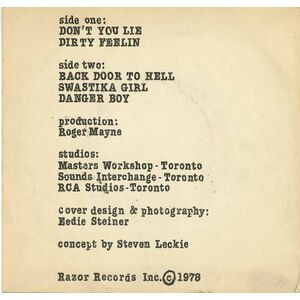 side one:
DON'T YOU LIE
DIRTY FEELIN
side two:
BACK DOOR TO HELL
SWASTIKA GIRL
DANGER BOY
production:
Roger Mayne
studios:
Masters Workshop-Toronto
Sounds Interchange-Toronto
RCA Studios-Toronto
cover design & photography:
Eedie Steiner
concept by Steven Leckie
Razor Records Inc.©1978